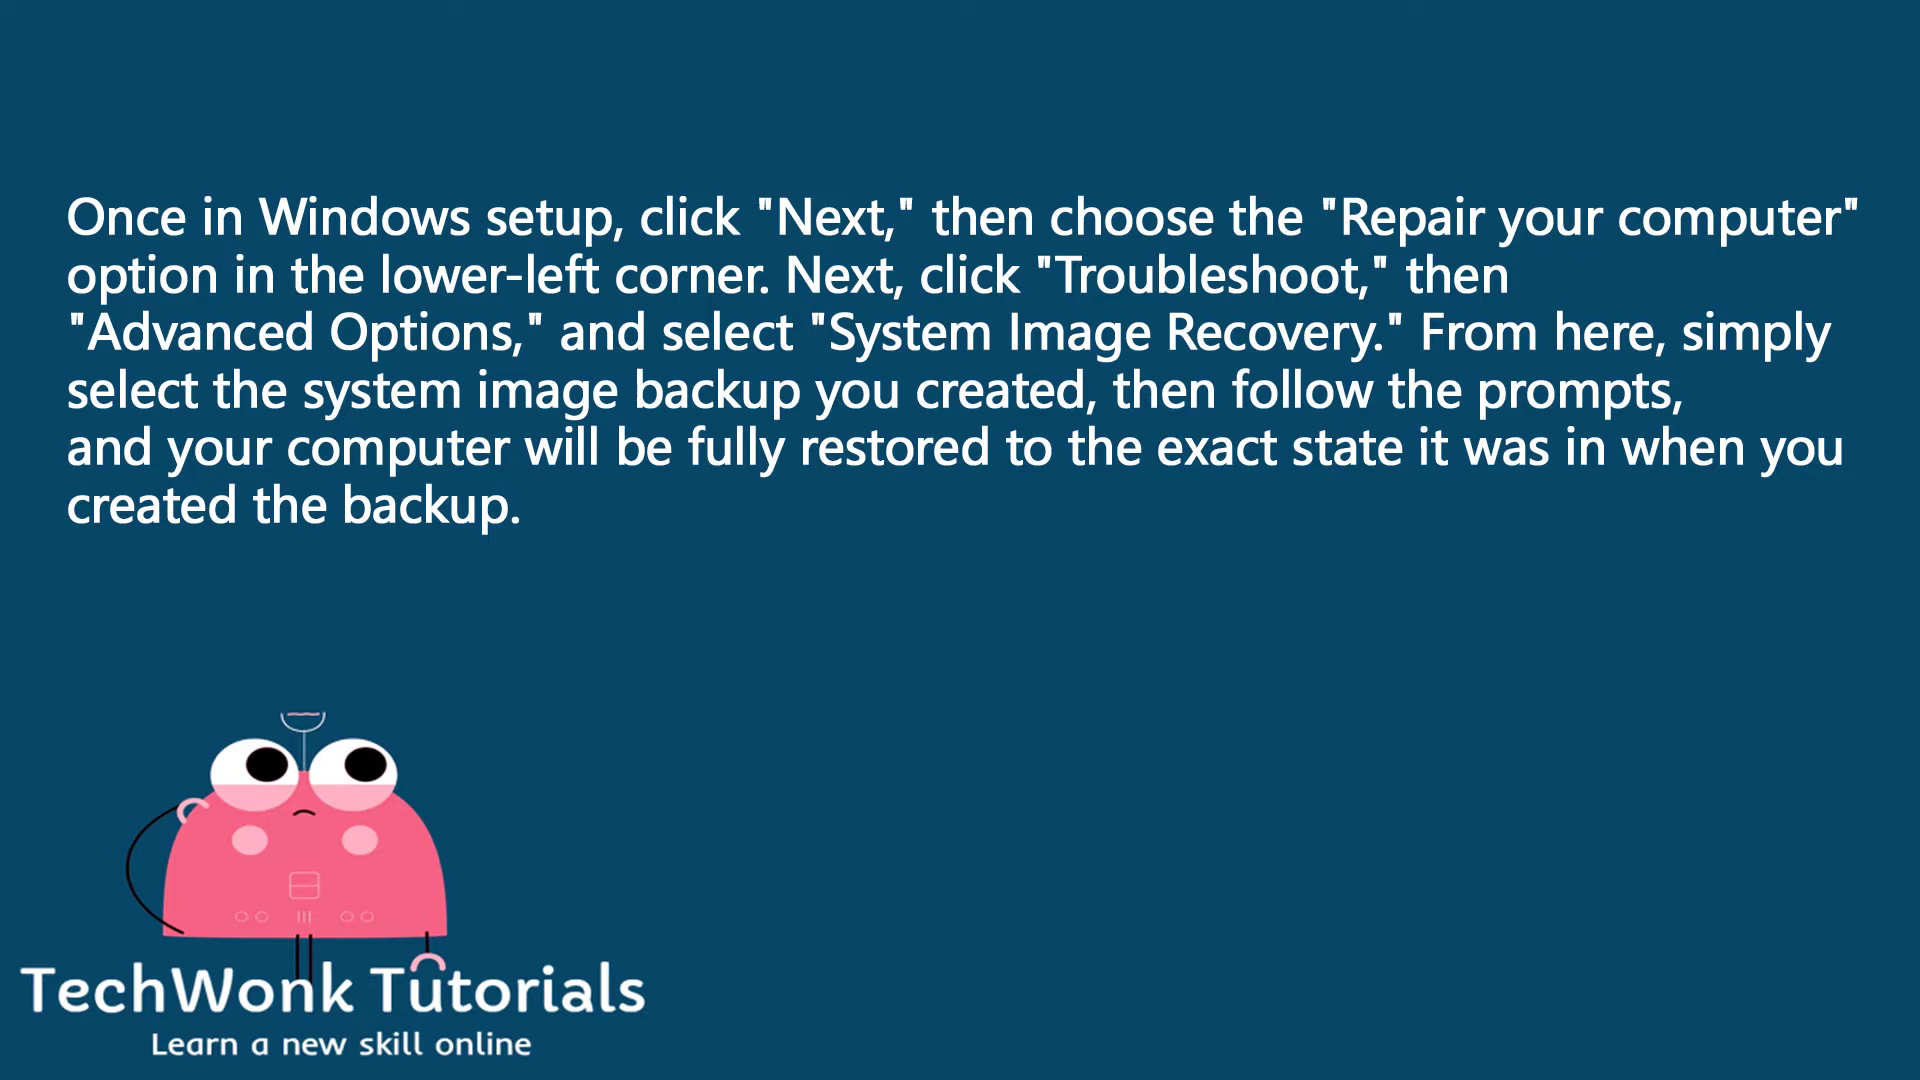 Once in Windows setup, click "Next," then choose the "Repair your computer"
option in the lower-left corner. Next, click "Troubleshoot," then
"Advanced Options," and select "System Image Recovery." From here, simply
select the system image backup you created, then follow the prompts,
and your computer will be fully restored to the exact state it was in when you
created the backup.
TechWonk Tutorials
Learn a new skill online